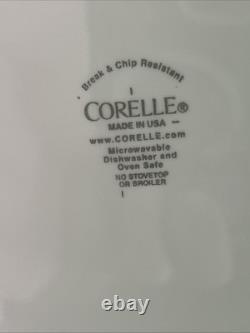 Break & Chip Resistant
CORELLE®
MADE IN USA
www.CORELLE.com
Microwavable
Dishwasher and
Oven Safe
NO STOVETOP
OR BROILER